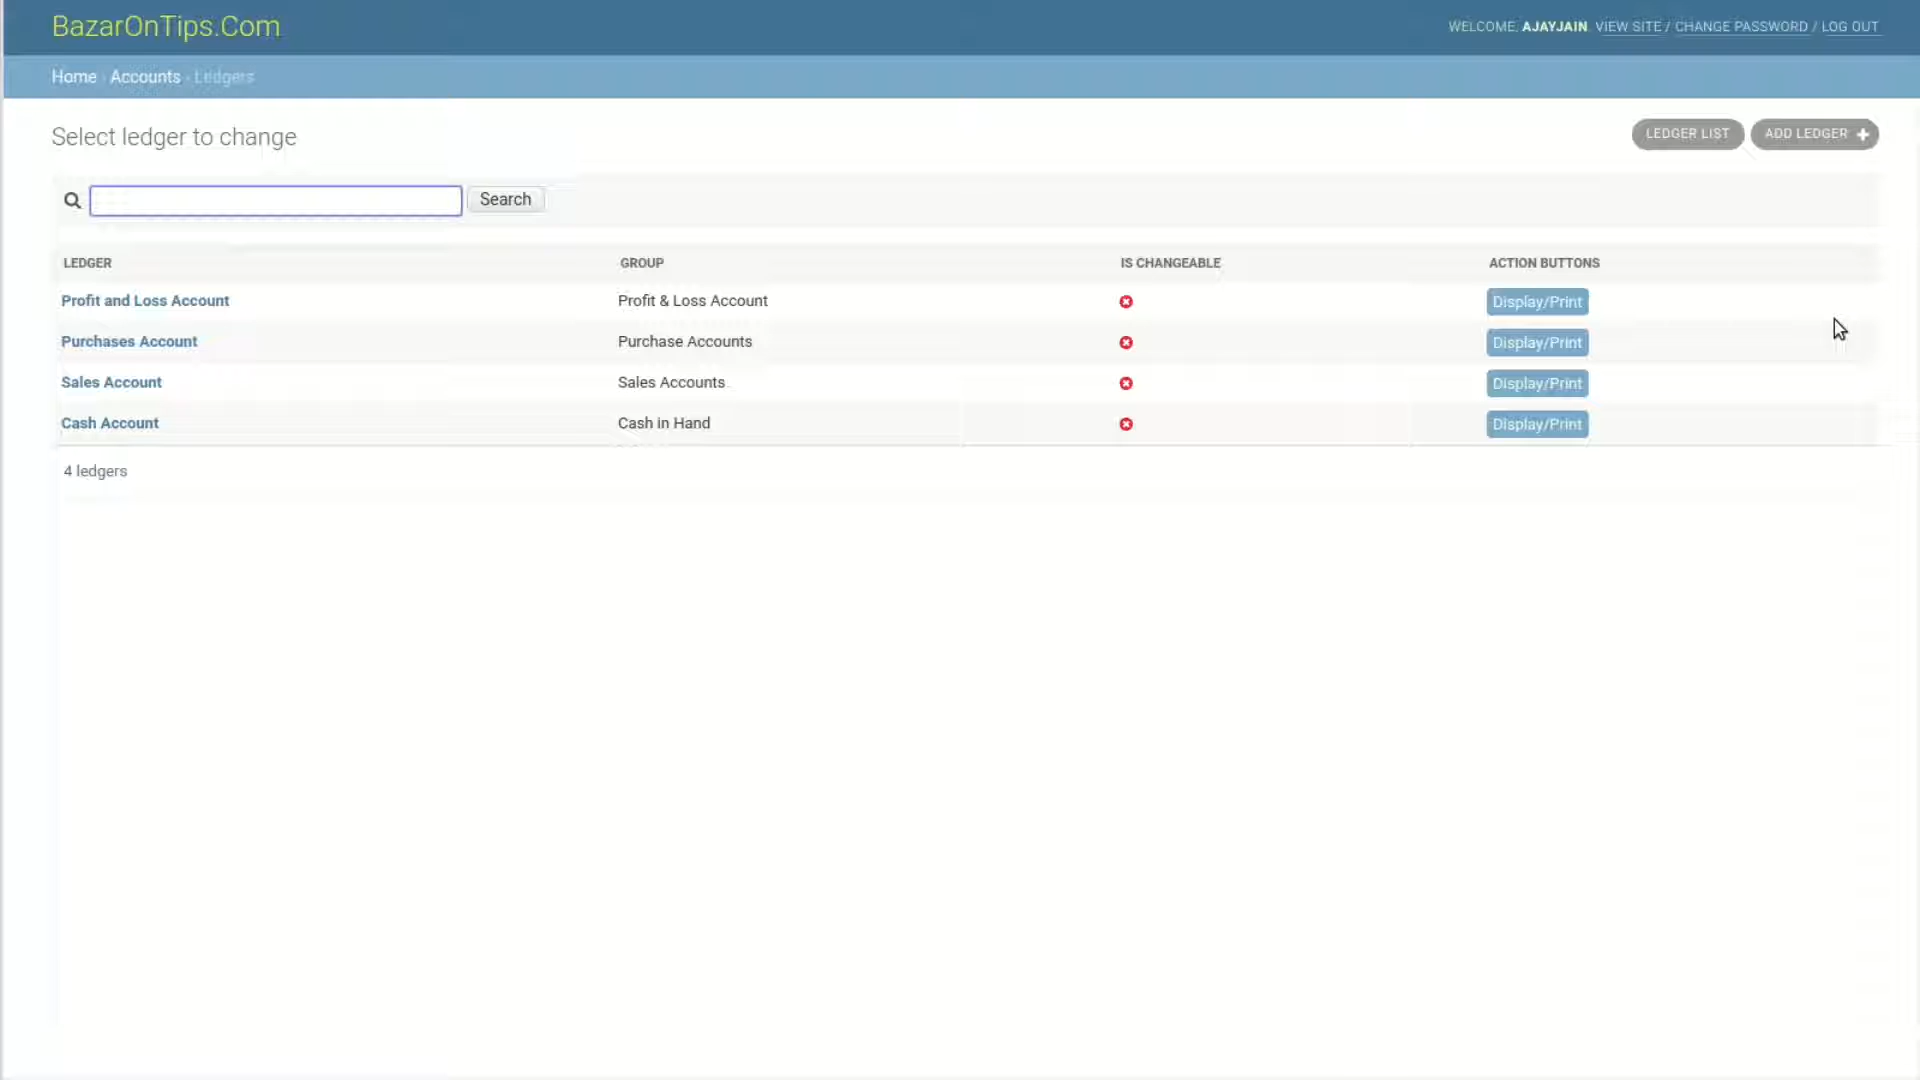 BazarOnTips.Com
WELCOME, AJAYJAIN. VIEW SITE / CHANGE PASSWORD / LOG OUT
Home › Accounts › Ledgers
Select ledger to change
LEDGER LIST
ADD LEDGER +
Search
LEDGER GROUP IS CHANGEABLE ACTION BUTTONS
Profit and Loss Account Profit & Loss Account Display/Print
Purchases Account Purchase Accounts Display/Print
Sales Account Sales Accounts Display/Print
Cash Account Cash in Hand Display/Print
4 ledgers